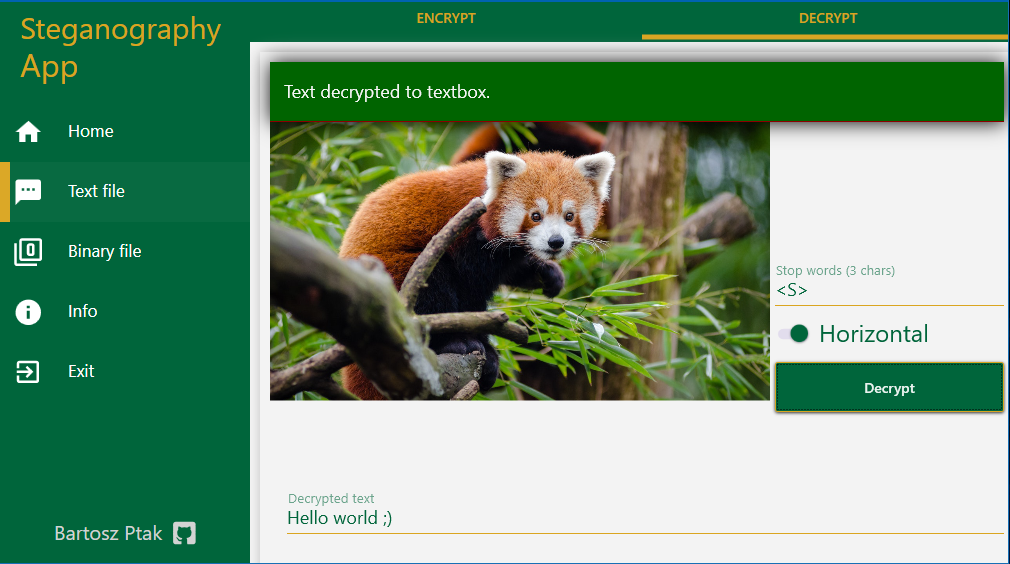 Steganography
App
Home
Text file
Binary file
Info
Exit
Bartosz Ptak
ENCRYPT
DECRYPT
Text decrypted to textbox.
Stop words (3 chars)
<S>
Horizontal
Decrypt
Decrypted text
Hello world ;)